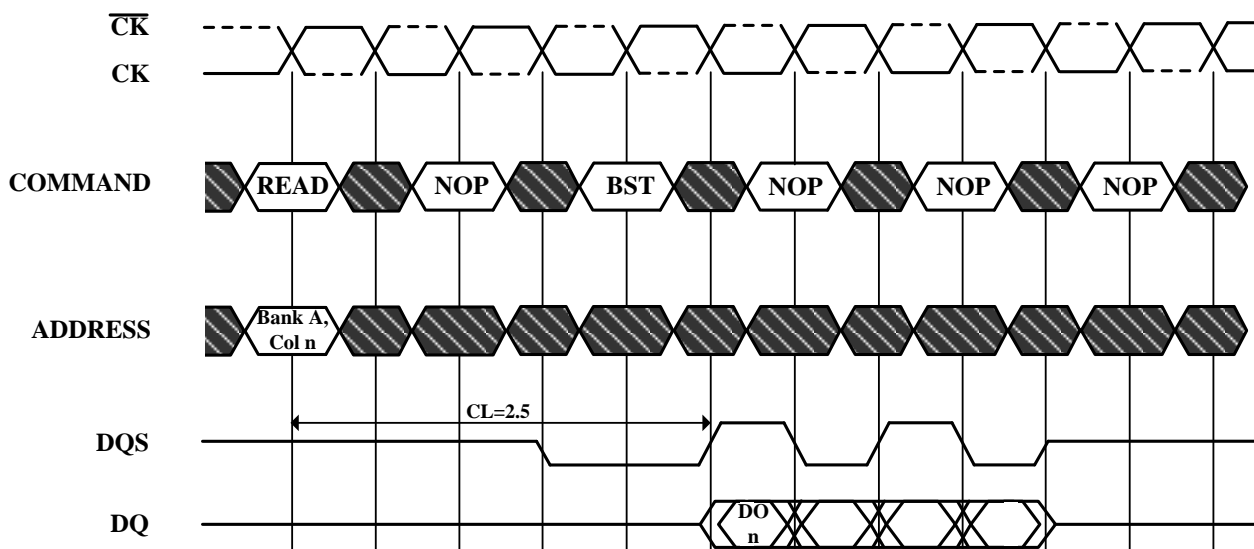 CK
CK
COMMAND
READ NOP BST NOP NOP NOP
ADDRESS
Bank A,
Col n
CL=2.5
DQS
DQ
DO
n